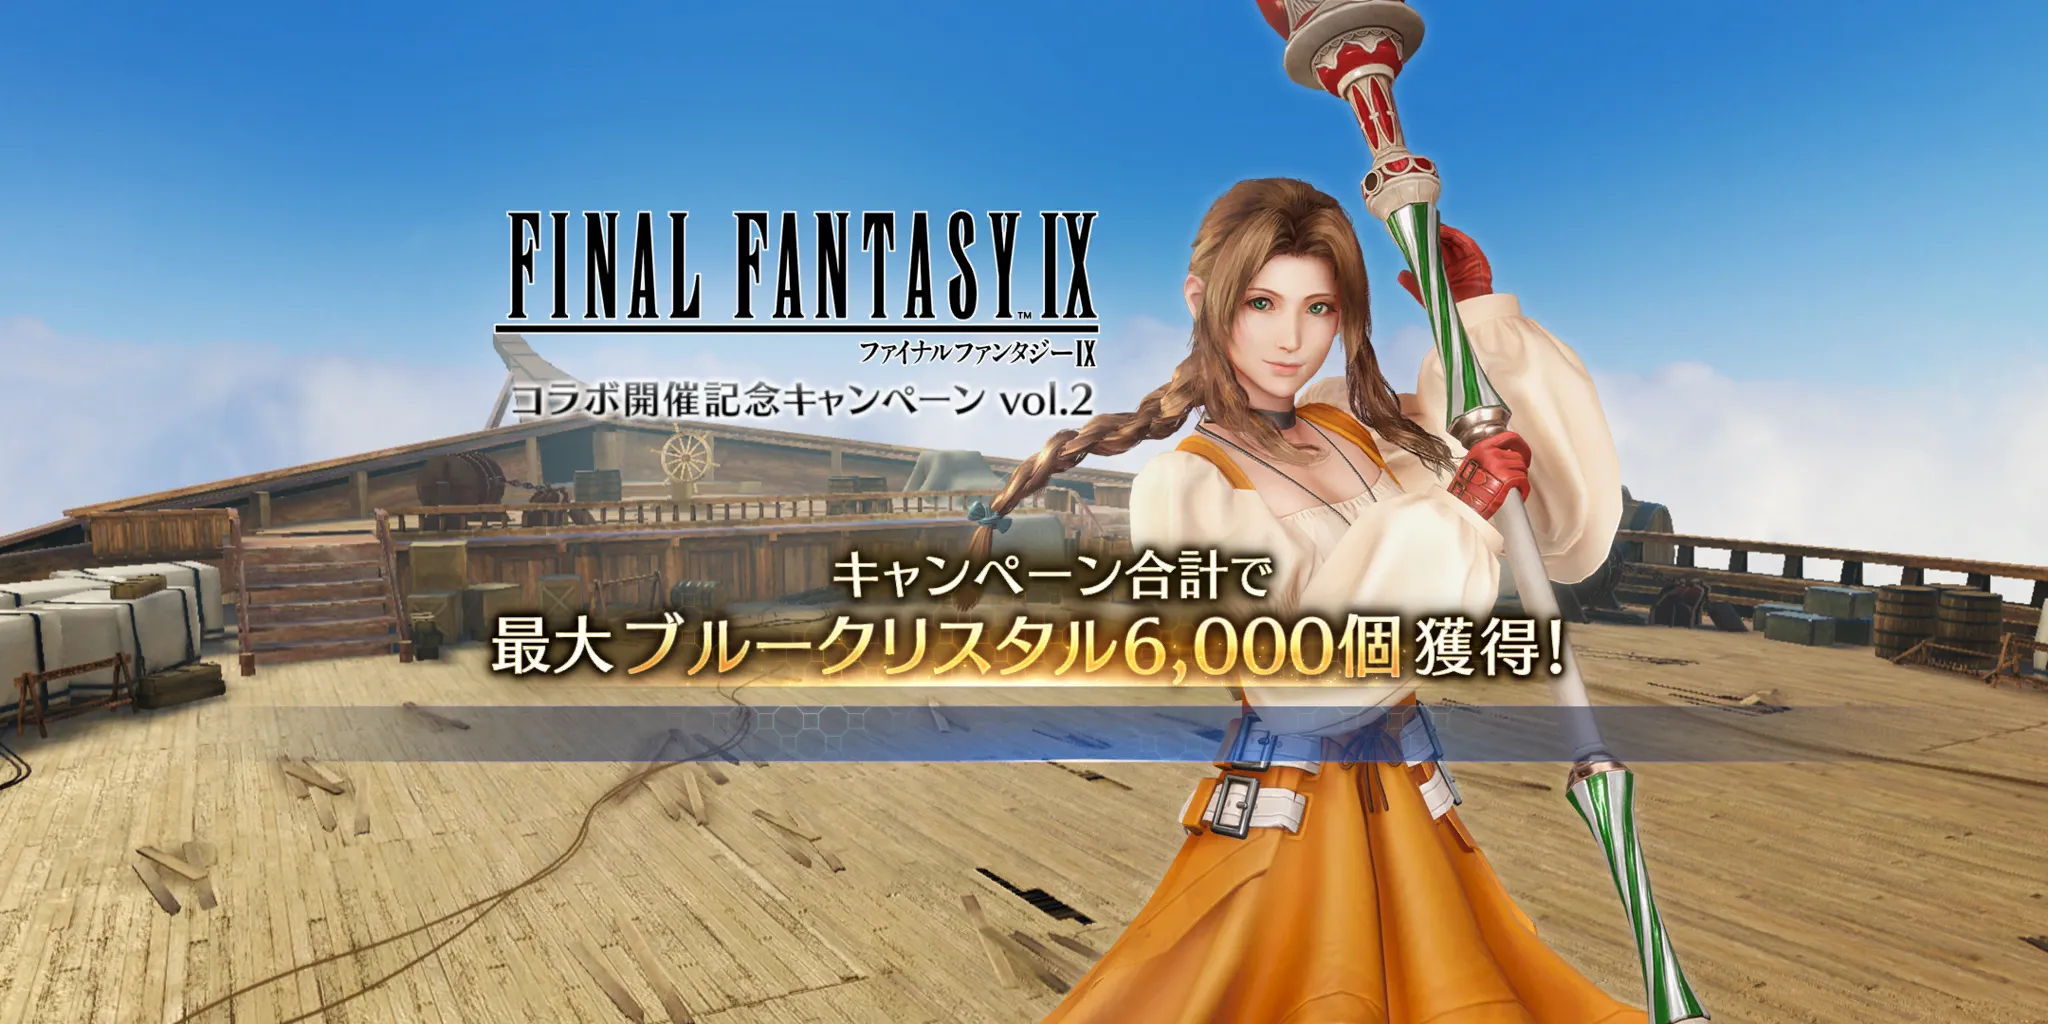 FINAL FANTASY™ IX
ファイナルファンタジーIX
コラボ開催記念キャンペーン vol.2
キャンペーン合計で
最大ブルークリスタル6,000個獲得!